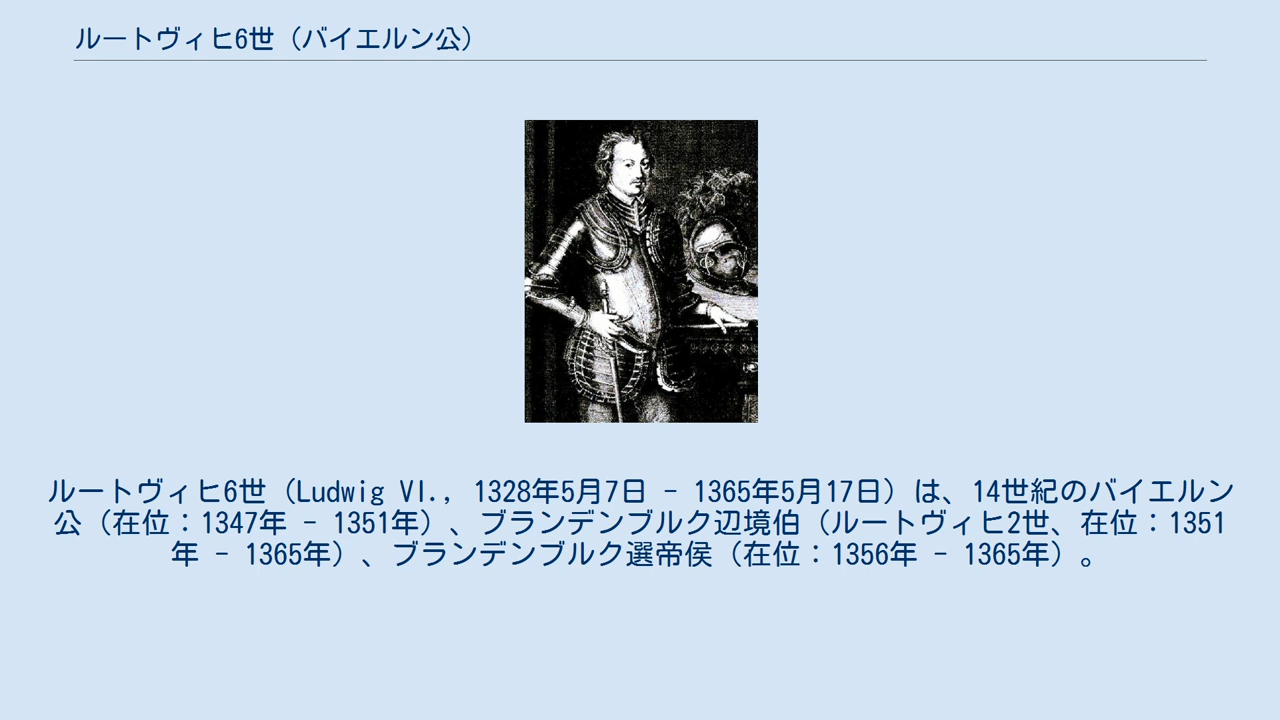 ルートヴィヒ6世（バイエルン公）
ルートヴィヒ6世（Ludwig VI., 1328年5月7日 - 1365年5月17日）は、14世紀のバイエルン
公（在位：1347年 - 1351年）、ブランデンブルク辺境伯（ルートヴィヒ2世、在位：1351
年 - 1365年）、ブランデンブルク選帝侯（在位：1356年 - 1365年）。